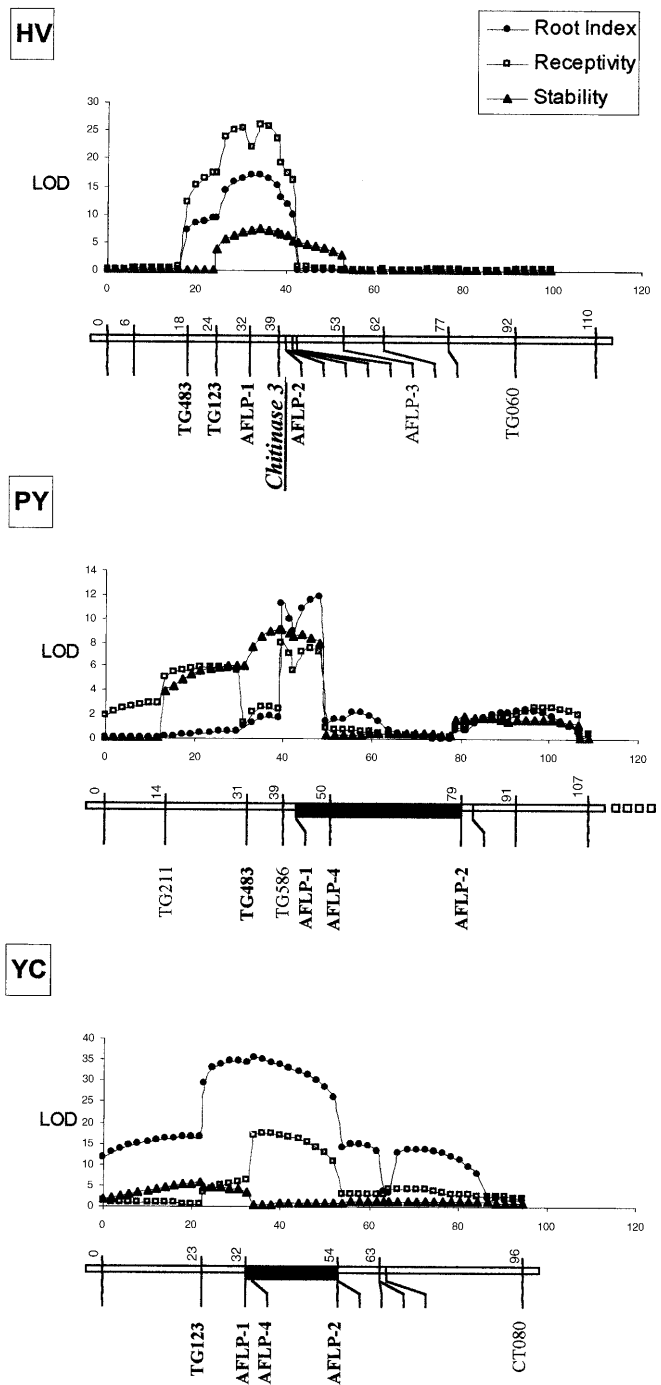 HV
Root Index
Receptivity
Stability
30
25
20
15
10
5
0
LOD
0 20 40 60 80 100 120
0 6 18 24 32 39 53 62 77 92 110
TG483 TG123 AFLP-1 Chitinase 3 AFLP-2 AFLP-3 TG060
PY
14
12
10
8
6
4
2
0
LOD
0 20 40 60 80 100 120
0 14 31 39 50 79 91 107
TG211 TG483 TG586 AFLP-1 AFLP-4 AFLP-2
YC
40
35
30
25
20
15
10
5
0
LOD
0 20 40 60 80 100 120
0 23 32 54 63 96
TG123 AFLP-1 AFLP-4 AFLP-2 CT080